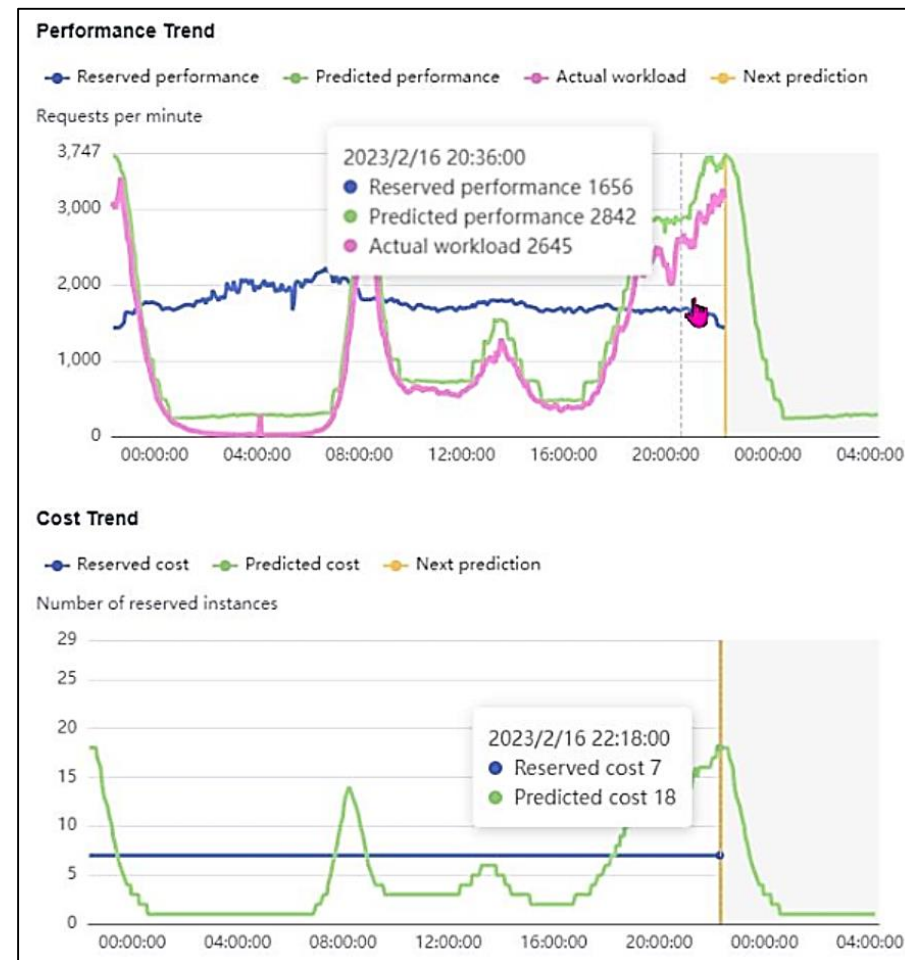 Performance Trend
Reserved performance Predicted performance Actual workload Next prediction
Requests per minute
3,747
3,000
2,000
1,000
0
2023/2/16 20:36:00
Reserved performance 1656
Predicted performance 2842
Actual workload 2645
00:00:00 04:00:00 08:00:00 12:00:00 16:00:00 20:00:00 00:00:00 04:00:00
Cost Trend
Reserved cost Predicted cost Next prediction
Number of reserved instances
29
25
20
15
10
5
0
2023/2/16 22:18:00
Reserved cost 7
Predicted cost 18
00:00:00 04:00:00 08:00:00 12:00:00 16:00:00 20:00:00 00:00:00 04:00:00